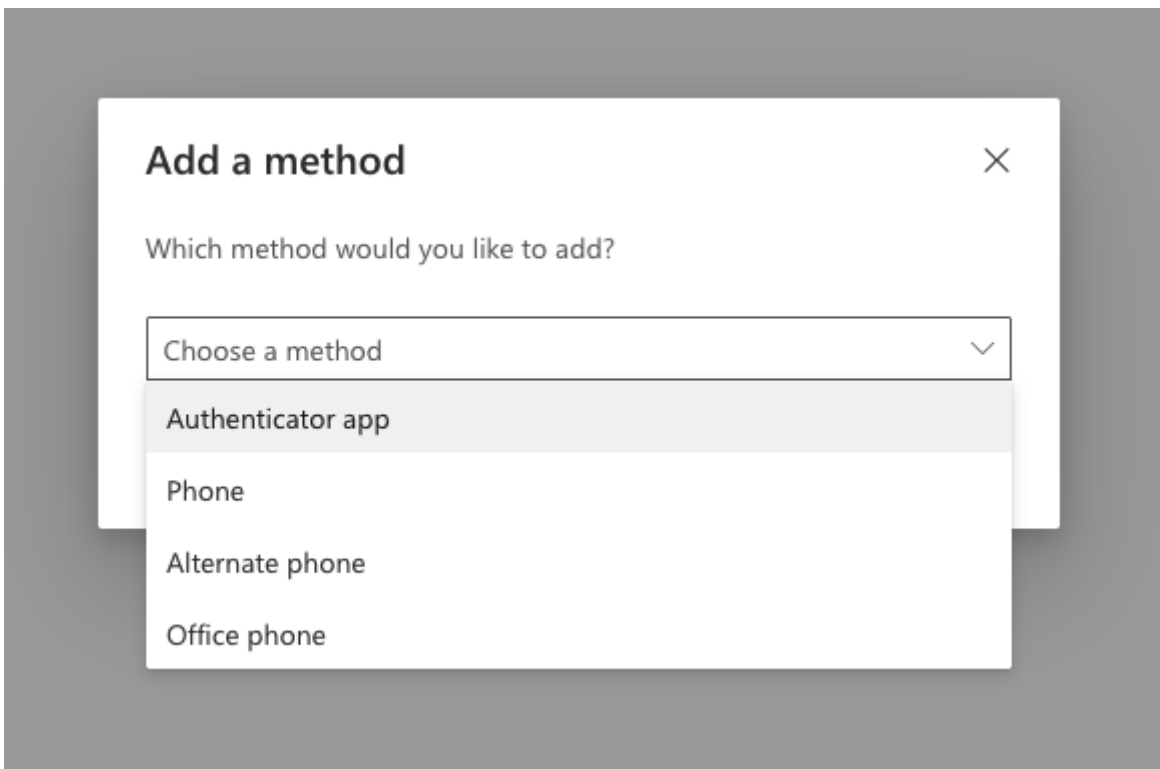 Add a method
Which method would you like to add?
Choose a method
Authenticator app
Phone
Alternate phone
Office phone